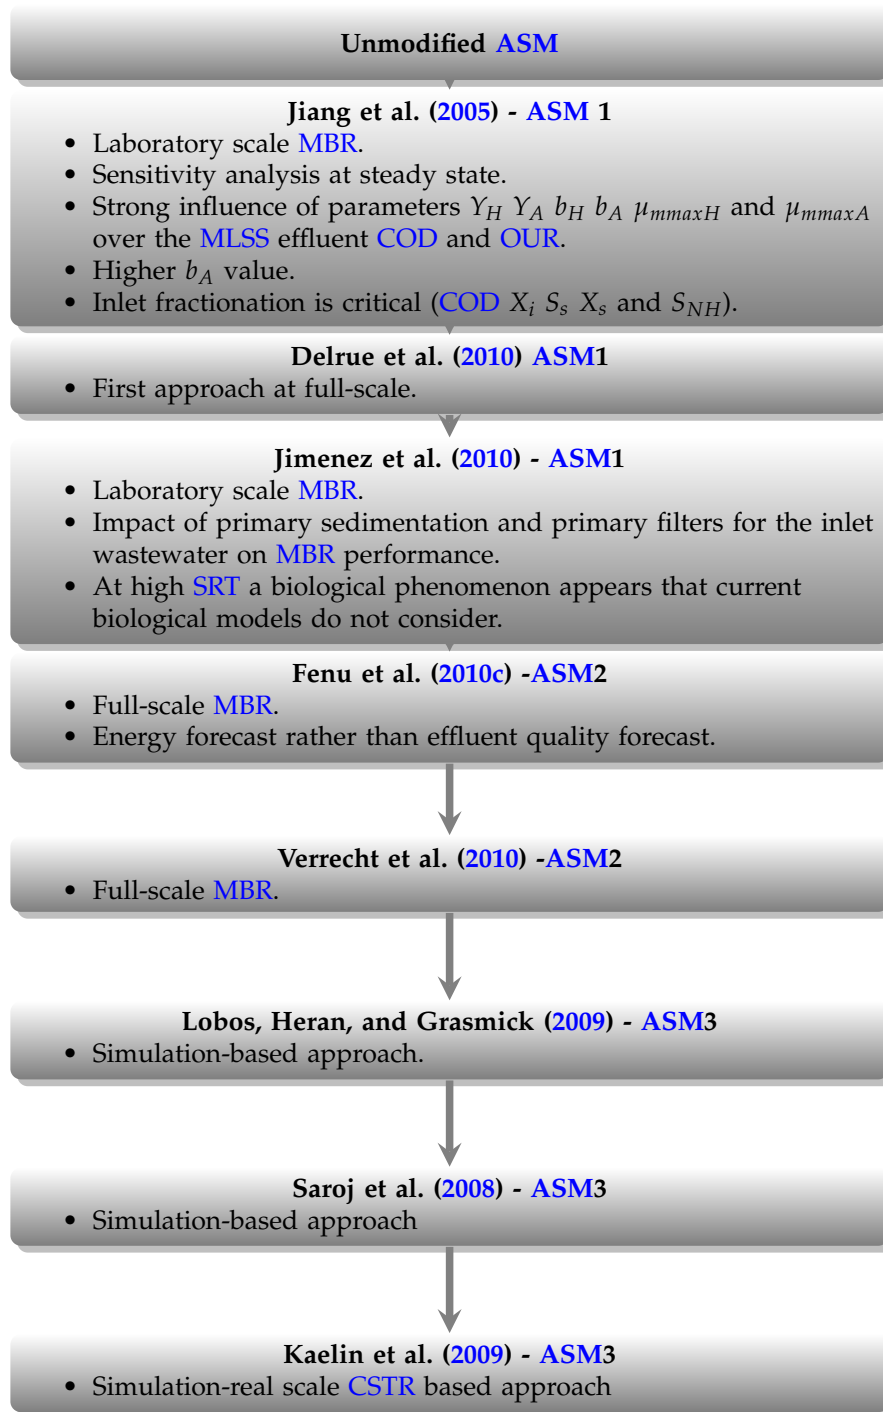 Unmodified ASM
Jiang et al. (2005) - ASM 1
• Laboratory scale MBR.
• Sensitivity analysis at steady state.
• Strong influence of parameters Y_H Y_A b_H b_A μ_mmaxH and μ_mmaxA
over the MLSS effluent COD and OUR.
• Higher b_A value.
• Inlet fractionation is critical (COD X_i S_s X_s and S_NH).
Delrue et al. (2010) ASM1
• First approach at full-scale.
Jimenez et al. (2010) - ASM1
• Laboratory scale MBR.
• Impact of primary sedimentation and primary filters for the inlet
wastewater on MBR performance.
• At high SRT a biological phenomenon appears that current
biological models do not consider.
Fenu et al. (2010c) -ASM2
• Full-scale MBR.
• Energy forecast rather than effluent quality forecast.
Verrecht et al. (2010) -ASM2
• Full-scale MBR.
Lobos, Heran, and Grasmick (2009) - ASM3
• Simulation-based approach.
Saroj et al. (2008) - ASM3
• Simulation-based approach
Kaelin et al. (2009) - ASM3
• Simulation-real scale CSTR based approach